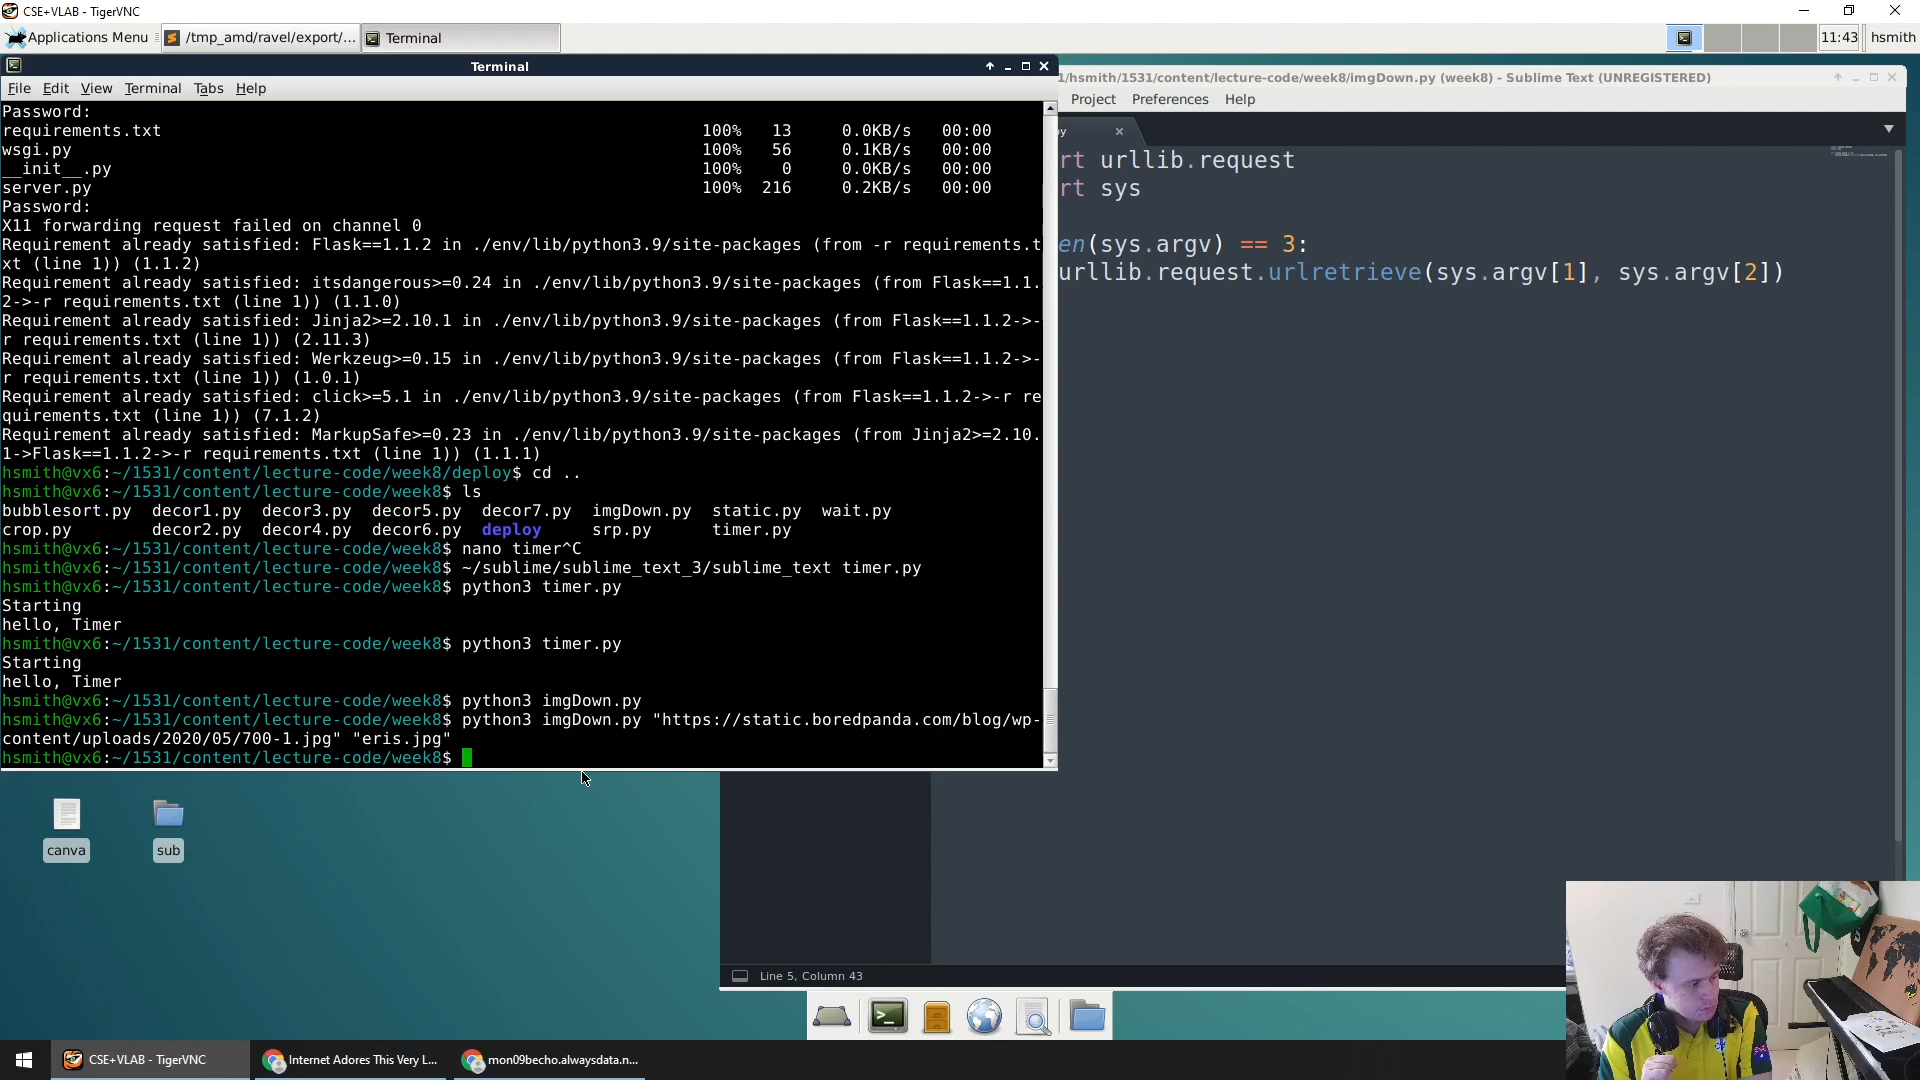 CSE+VLAB - TigerVNC
Applications Menu
/tmp_amd/ravel/export/...
Terminal
11:43
hsmith
Terminal
File Edit View Terminal Tabs Help
Password:
requirements.txt 100% 13 0.0KB/s 00:00
wsgi.py 100% 56 0.1KB/s 00:00
__init__.py 100% 0 0.0KB/s 00:00
server.py 100% 216 0.2KB/s 00:00
Password:
X11 forwarding request failed on channel 0
Requirement already satisfied: Flask==1.1.2 in ./env/lib/python3.9/site-packages (from -r requirements.t
xt (line 1)) (1.1.2)
Requirement already satisfied: itsdangerous>=0.24 in ./env/lib/python3.9/site-packages (from Flask==1.1.
2->-r requirements.txt (line 1)) (1.1.0)
Requirement already satisfied: Jinja2>=2.10.1 in ./env/lib/python3.9/site-packages (from Flask==1.1.2->-
r requirements.txt (line 1)) (2.11.3)
Requirement already satisfied: Werkzeug>=0.15 in ./env/lib/python3.9/site-packages (from Flask==1.1.2->-
r requirements.txt (line 1)) (1.0.1)
Requirement already satisfied: click>=5.1 in ./env/lib/python3.9/site-packages (from Flask==1.1.2->-r re
quirements.txt (line 1)) (7.1.2)
Requirement already satisfied: MarkupSafe>=0.23 in ./env/lib/python3.9/site-packages (from Jinja2>=2.10.
1->Flask==1.1.2->-r requirements.txt (line 1)) (1.1.1)
hsmith@vx6:~/1531/content/lecture-code/week8/deploy$ cd ..
hsmith@vx6:~/1531/content/lecture-code/week8$ ls
bubblesort.py decor1.py decor3.py decor5.py decor7.py imgDown.py static.py wait.py
crop.py decor2.py decor4.py decor6.py deploy srp.py timer.py
hsmith@vx6:~/1531/content/lecture-code/week8$ nano timer^C
hsmith@vx6:~/1531/content/lecture-code/week8$ ~/sublime/sublime_text_3/sublime_text timer.py
hsmith@vx6:~/1531/content/lecture-code/week8$ python3 timer.py
Starting
hello, Timer
hsmith@vx6:~/1531/content/lecture-code/week8$ python3 timer.py
Starting
hello, Timer
hsmith@vx6:~/1531/content/lecture-code/week8$ python3 imgDown.py
hsmith@vx6:~/1531/content/lecture-code/week8$ python3 imgDown.py "https://static.boredpanda.com/blog/wp-
content/uploads/2020/05/700-1.jpg" "eris.jpg"
hsmith@vx6:~/1531/content/lecture-code/week8$
1/hsmith/1531/content/lecture-code/week8/imgDown.py (week8) - Sublime Text (UNREGISTERED)
Project Preferences Help
py
rt urllib.request
rt sys
en(sys.argv) == 3:
urllib.request.urlretrieve(sys.argv[1], sys.argv[2])
Line 5, Column 43
canva
sub
CSE+VLAB - TigerVNC
Internet Adores This Very L...
mon09becho.alwaysdata.n...